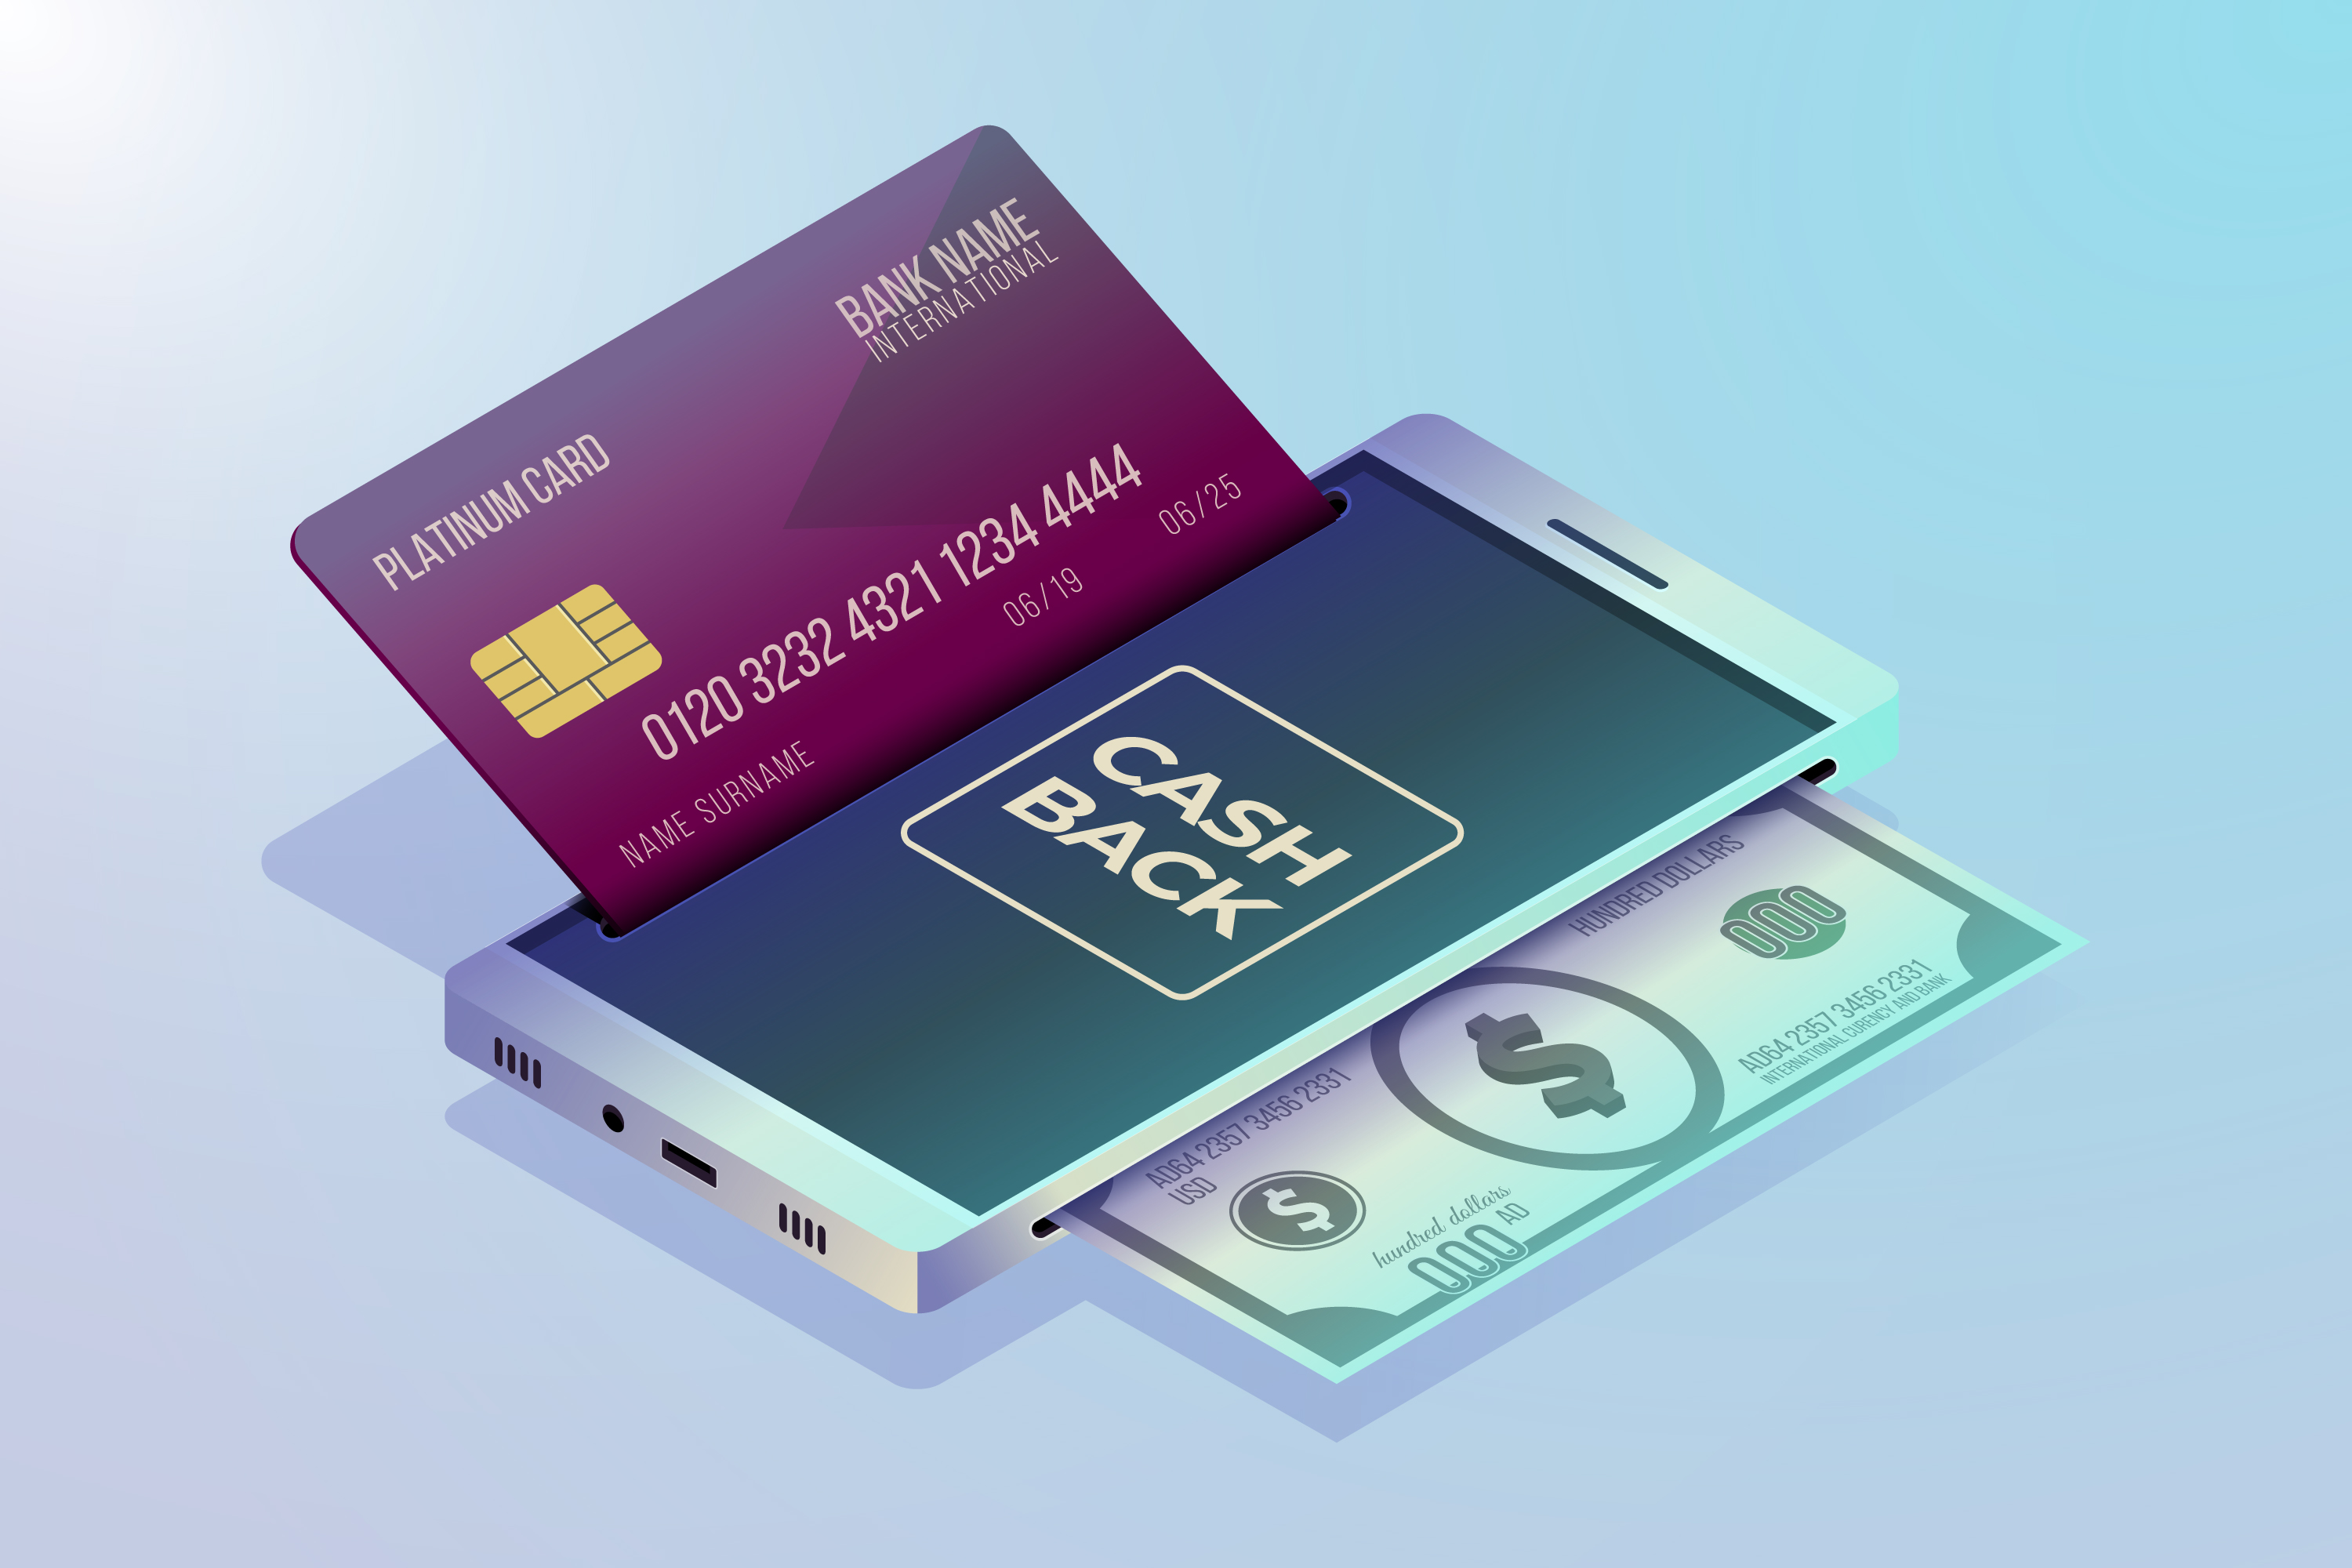 BANK NAME
INTERNATIONAL
PLATINUM CARD
0120 3232 4321 1234 4444
06/19
06/25
NAME SURNAME
CASH
BACK
HUNDRED DOLLARS
000
AD64 2357 3456 2331
INTERNATIONAL CURENCY AND BANK
AD64 2357 3456 2331
USD
$
$
hundred dollars
000 AD